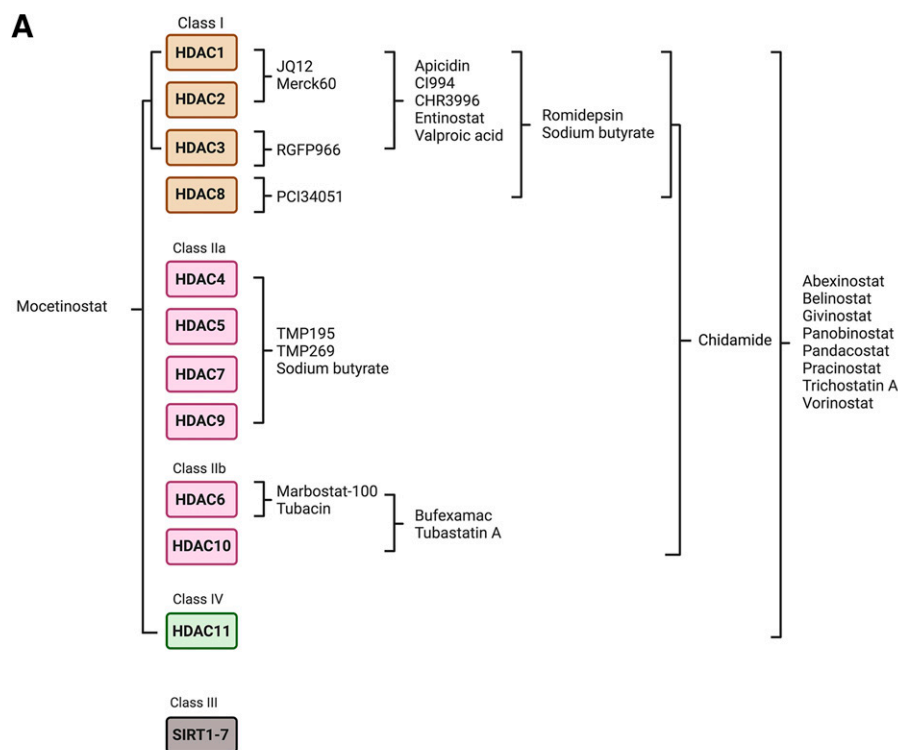 A
Class I
HDAC1
HDAC2
HDAC3
HDAC8
JQ12
Merck60
RGFP966
PCI34051
Apicidin
CI994
CHR3996
Entinostat
Valproic acid
Romidepsin
Sodium butyrate
Class IIa
HDAC4
HDAC5
HDAC7
HDAC9
TMP195
TMP269
Sodium butyrate
Mocetinostat
Class IIb
HDAC6
HDAC10
Marbostat-100
Tubacin
Bufexamac
Tubastatin A
Chidamide
Abexinostat
Belinostat
Givinostat
Panobinostat
Pandacostat
Pracinostat
Trichostatin A
Vorinostat
Class IV
HDAC11
Class III
SIRT1-7